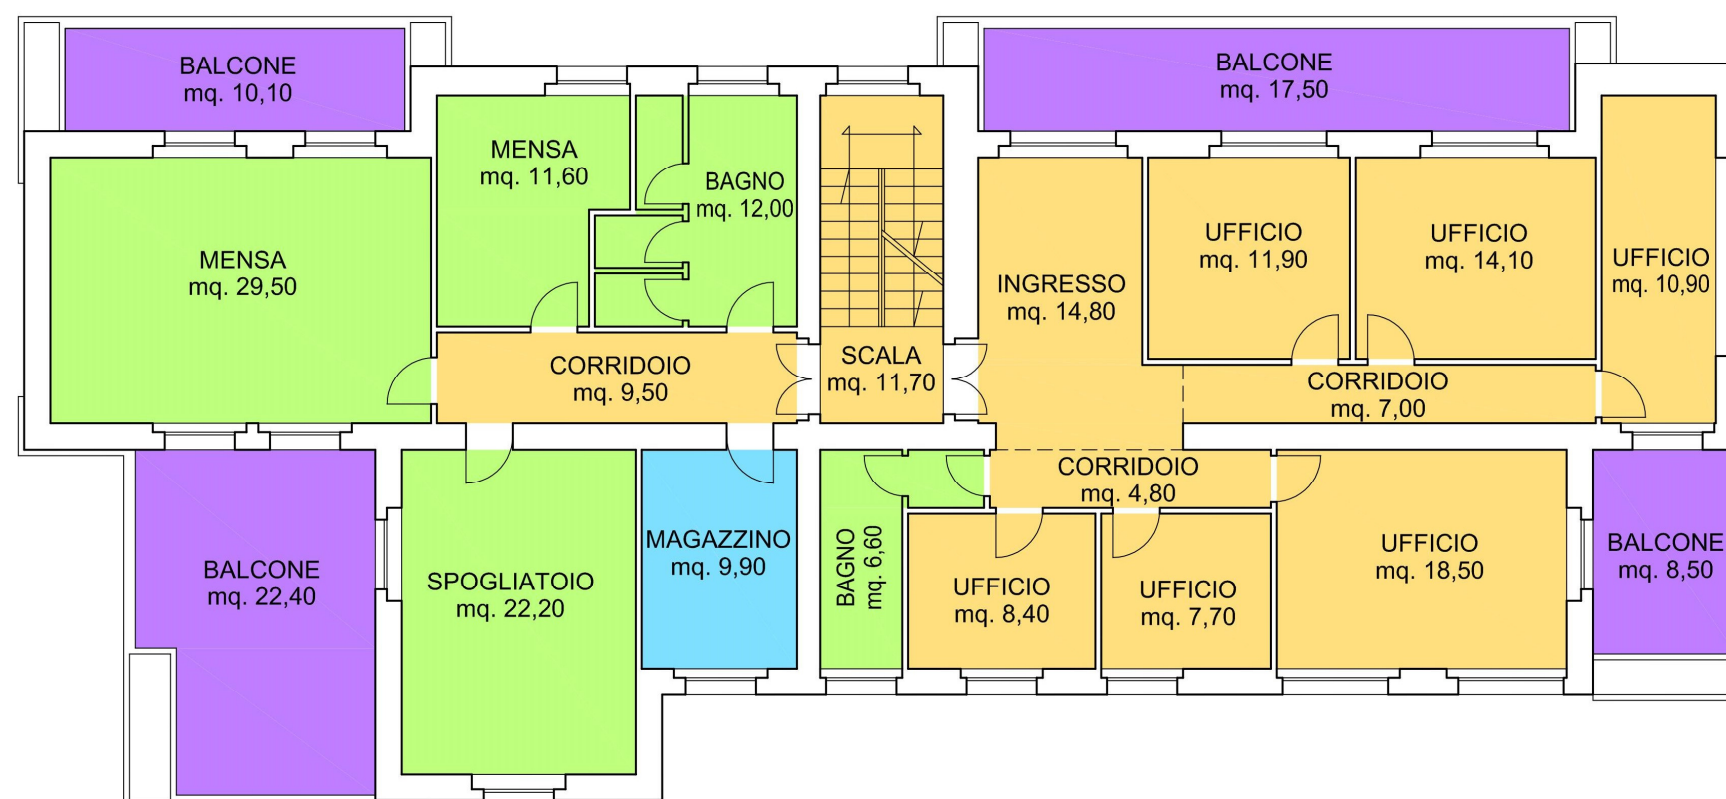 BALCONE
mq. 10,10
BALCONE
mq. 17,50
MENSA
mq. 11,60
BAGNO
mq. 12,00
MENSA
mq. 29,50
UFFICIO
mq. 11,90
UFFICIO
mq. 14,10
UFFICIO
mq. 10,90
INGRESSO
mq. 14,80
CORRIDOIO
mq. 9,50
SCALA
mq. 11,70
CORRIDOIO
mq. 7,00
CORRIDOIO
mq. 4,80
BALCONE
mq. 22,40
SPOGLIATOIO
mq. 22,20
MAGAZZINO
mq. 9,90
BAGNO
mq. 6,60
UFFICIO
mq. 8,40
UFFICIO
mq. 7,70
UFFICIO
mq. 18,50
BALCONE
mq. 8,50